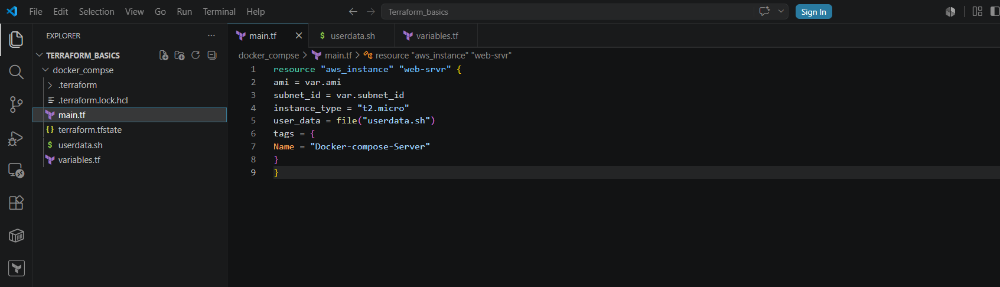 File Edit Selection View Go Run Terminal Help
Terraform_basics
Sign In
EXPLORER
main.tf
$ userdata.sh
variables.tf
TERRAFORM_BASICS
docker_compse > main.tf > resource "aws_instance" "web-srvr"
docker_compse
.terraform
.terraform.lock.hcl
main.tf
{} terraform.tfstate
$ userdata.sh
variables.tf
1 resource "aws_instance" "web-srvr" {
2 ami = var.ami
3 subnet_id = var.subnet_id
4 instance_type = "t2.micro"
5 user_data = file("userdata.sh")
6 tags = {
7 Name = "Docker-compose-Server"
8 }
9 }